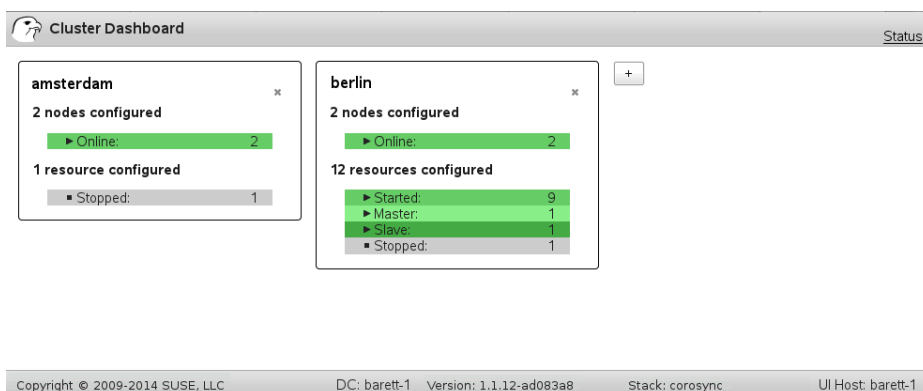 Cluster Dashboard
Status
amsterdam
2 nodes configured
Online: 2
1 resource configured
Stopped: 1
berlin
2 nodes configured
Online: 2
12 resources configured
Started: 9
Master: 1
Slave: 1
Stopped: 1
+
Copyright © 2009-2014 SUSE, LLC DC: barett-1 Version: 1.1.12-ad083a8 Stack: corosync UI Host: barett-1